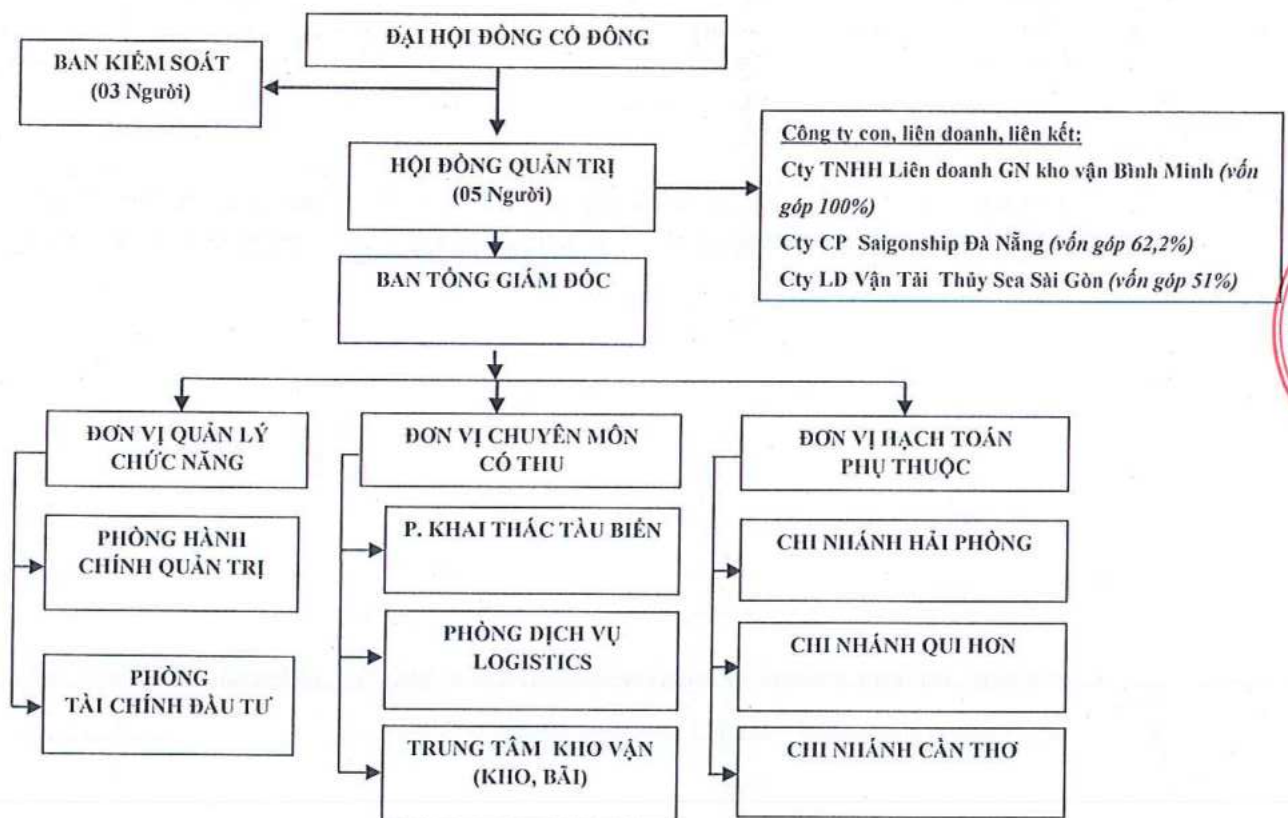 ĐẠI HỘI ĐỒNG CỔ ĐÔNG
BAN KIỂM SOÁT
(03 Người)
HỘI ĐỒNG QUẢN TRỊ
(05 Người)
Công ty con, liên doanh, liên kết:
Cty TNHH Liên doanh GN kho vận Bình Minh (vốn
góp 100%)
Cty CP Saigonship Đà Nẵng (vốn góp 62,2%)
Cty LD Vận Tải Thủy Sea Sài Gòn (vốn góp 51%)
BAN TỔNG GIÁM ĐỐC
ĐƠN VỊ QUẢN LÝ
CHỨC NĂNG
PHÒNG HÀNH
CHÍNH QUẢN TRỊ
PHÒNG
TÀI CHÍNH ĐẦU TƯ
ĐƠN VỊ CHUYÊN MÔN
CÓ THU
P. KHAI THÁC TÀU BIỂN
PHÒNG DỊCH VỤ
LOGISTICS
TRUNG TÂM KHO VẬN
(KHO, BÃI)
ĐƠN VỊ HẠCH TOÁN
PHỤ THUỘC
CHI NHÁNH HẢI PHÒNG
CHI NHÁNH QUI HƠN
CHI NHÁNH CẦN THƠ